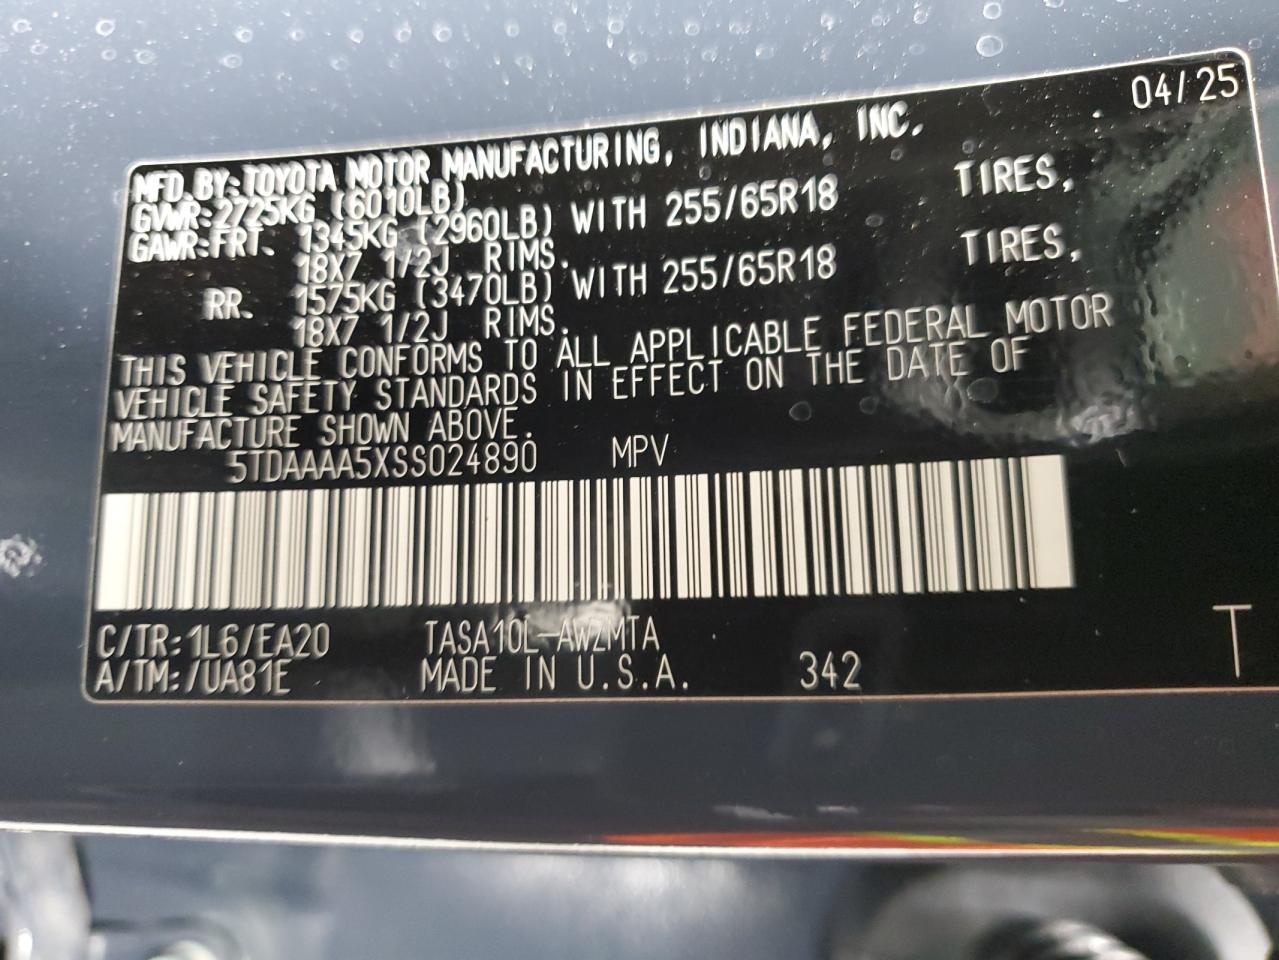 04/25
MFD.BY:TOYOTA MOTOR MANUFACTURING, INDIANA, INC.
GVWR:2725KG (6010LB)
GAWR:FRT. 1345KG (2960LB) WITH 255/65R18 TIRES,
18X7 1/2J RIMS.
RR. 1575KG (3470LB) WITH 255/65R18 TIRES,
18X7 1/2J RIMS.
THIS VEHICLE CONFORMS TO ALL APPLICABLE FEDERAL MOTOR
VEHICLE SAFETY STANDARDS IN EFFECT ON THE DATE OF
MANUFACTURE SHOWN ABOVE.
5TDAAAA5XSS024890 MPV
C/TR:1L6/EA20 TASA10L-AWZMTA
A/TM:/UA81E MADE IN U.S.A. 342
T